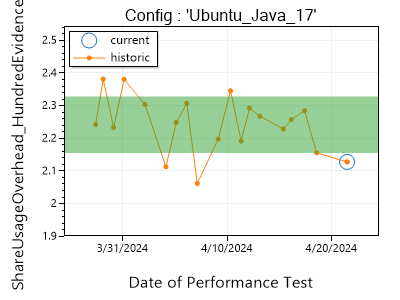 Config : 'Ubuntu_Java_17'
ShareUsageOverhead_HundredEvidence
current
historic
2.5
2.4
2.3
2.2
2.1
2
1.9
3/31/2024
4/10/2024
4/20/2024
Date of Performance Test